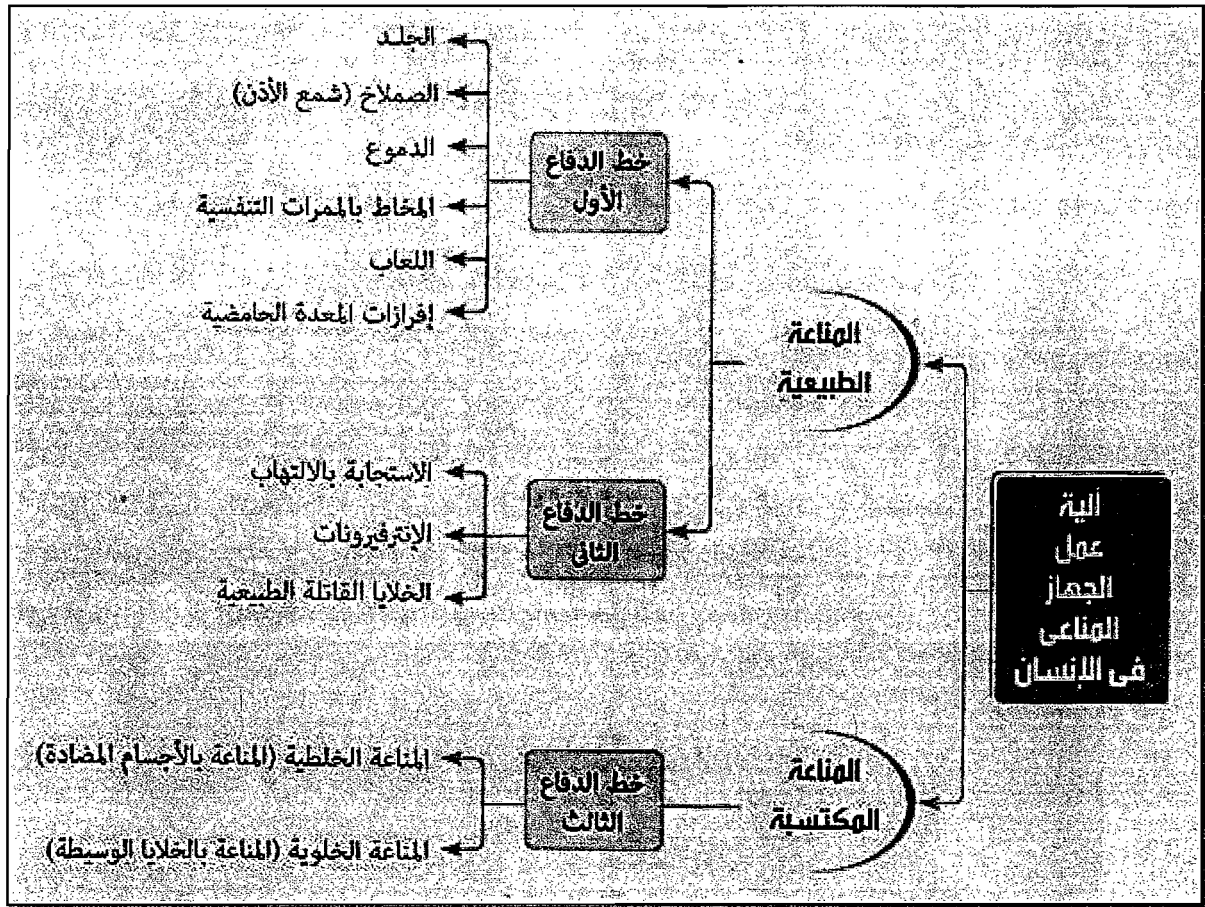 آلية
عمل
الجهاز
المناعى
فى الإنسان
المناعة
الطبيعية
خط الدفاع
الأول
الجلد
الصملاخ (شمع الأذن)
الدموع
المخاط بالممرات التنفسية
اللعاب
إفرازات المعدة الحامضية
خط الدفاع
الثانى
الاستجابة بالالتهاب
الإنترفيرونات
الخلايا القاتلة الطبيعية
المناعة
المكتسبة
خط الدفاع
الثالث
المناعة الخلطية (المناعة بالأجسام المضادة)
المناعة الخلوية (المناعة بالخلايا الوسيطة)